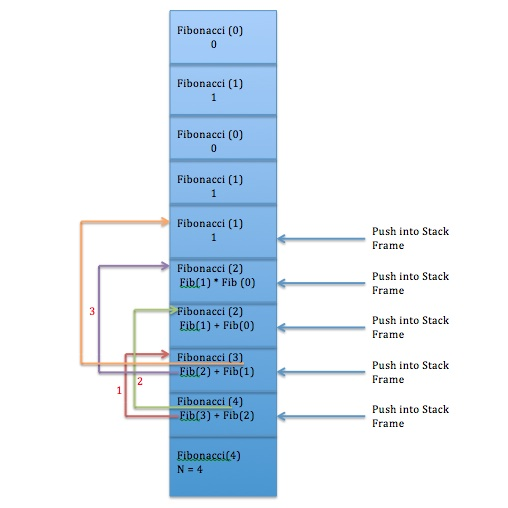 Fibonacci (0)
0
Fibonacci (1)
1
Fibonacci (0)
0
Fibonacci (1)
1
Fibonacci (1)
1
Push into Stack
Frame
Fibonacci (2)
Fib(1) * Fib (0)
Push into Stack
Frame
3
Fibonacci (2)
Fib(1) + Fib(0)
Push into Stack
Frame
Fibonacci (3)
Fib(2) + Fib(1)
Push into Stack
Frame
1
2
Fibonacci (4)
Fib(3) + Fib(2)
Push into Stack
Frame
Fibonacci(4)
N = 4